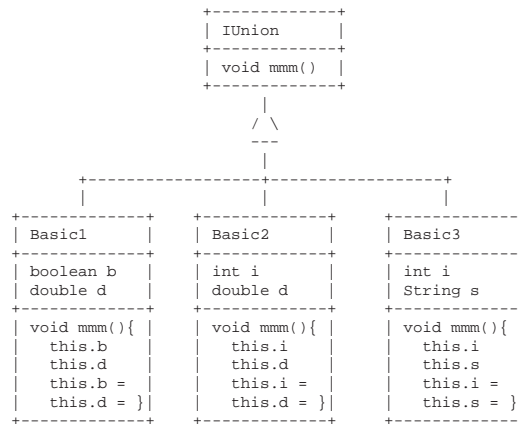 +-------------+
| IUnion      |
+-------------+
| void mmm()  |
+-------------+
|
/ \
---
|
+------------------+------------------+
|                  |                  |
+-------------+    +-------------+    +-------------
| Basic1      |    | Basic2      |    | Basic3
+-------------+    +-------------+    +-------------
| boolean b   |    | int i       |    | int i
| double d    |    | double d    |    | String s
+-------------+    +-------------+    +-------------
| void mmm(){ |    | void mmm(){ |    | void mmm(){
|   this.b    |    |   this.i    |    |   this.i
|   this.d    |    |   this.d    |    |   this.s
|   this.b =  |    |   this.i =  |    |   this.i =
|   this.d = }|    |   this.d = }|    |   this.s = }
+-------------+    +-------------+    +-------------